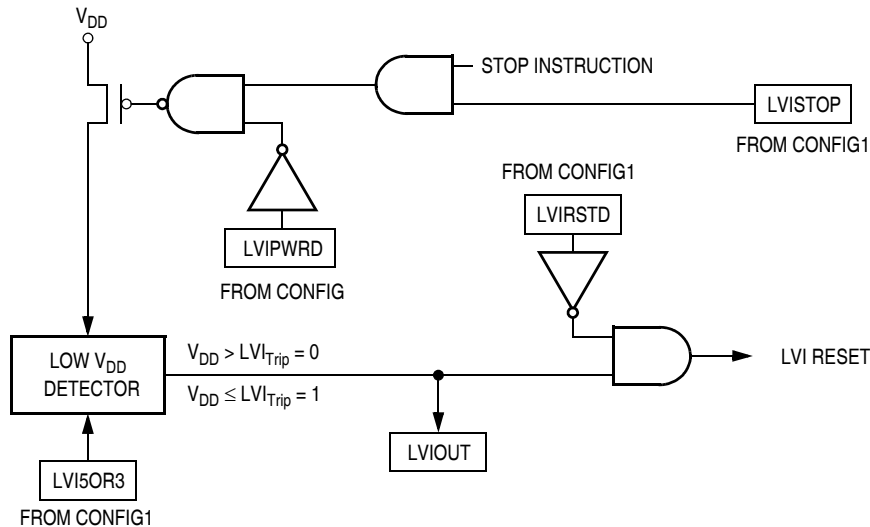 V_DD
STOP INSTRUCTION
LVISTOP
FROM CONFIG1
FROM CONFIG1
LVIRSTD
LVIPWRD
FROM CONFIG
LOW V_DD
DETECTOR
V_DD > LVI_Trip = 0
V_DD ≤ LVI_Trip = 1
LVI RESET
LVIOUT
LVI5OR3
FROM CONFIG1